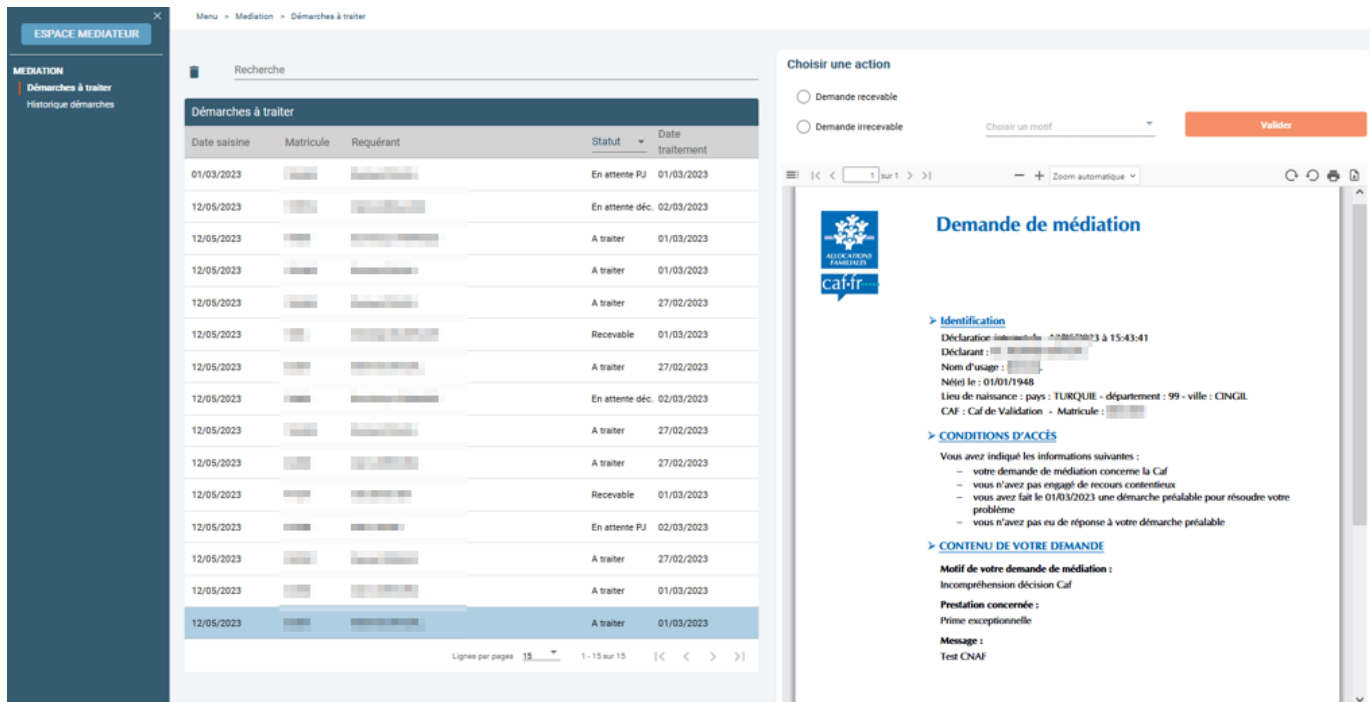 ×
ESPACE MEDIATEUR
MEDIATION
Démarches à traiter
Historique démarches
Menu > Mediation > Démarches à traiter
Recherche
Démarches à traiter
Date saisine Matricule Requérant Statut Date traitement
01/03/2023 En attente PJ 01/03/2023
12/05/2023 En attente déc. 02/03/2023
12/05/2023 A traiter 01/03/2023
12/05/2023 A traiter 01/03/2023
12/05/2023 A traiter 27/02/2023
12/05/2023 Recevable 01/03/2023
12/05/2023 A traiter 27/02/2023
12/05/2023 En attente déc. 02/03/2023
12/05/2023 A traiter 27/02/2023
12/05/2023 A traiter 27/02/2023
12/05/2023 Recevable 01/03/2023
12/05/2023 En attente PJ 02/03/2023
12/05/2023 A traiter 27/02/2023
12/05/2023 A traiter 01/03/2023
12/05/2023 A traiter 01/03/2023
Lignes par pages 15 1 - 15 sur 15 |< < > >|
Choisir une action
Demande recevable
Demande irrecevable Choisir un motif Valider
|< < 1 sur 1 > >| − + Zoom automatique
ALLOCATIONS
FAMILIALES
caf.fr
Demande de médiation
➢ Identification
Déclaration à 15:43:41
Déclarant :
Nom d'usage :
Né(e) le : 01/01/1948
Lieu de naissance : pays : TURQUIE - département : 99 - ville : CINGIL
CAF : Caf de Validation - Matricule :
➢ CONDITIONS D'ACCÈS
Vous avez indiqué les informations suivantes :
– votre demande de médiation concerne la Caf
– vous n'avez pas engagé de recours contentieux
– vous avez fait le 01/03/2023 une démarche préalable pour résoudre votre
problème
– vous n'avez pas eu de réponse à votre démarche préalable
➢ CONTENU DE VOTRE DEMANDE
Motif de votre demande de médiation :
Incompréhension décision Caf
Prestation concernée :
Prime exceptionnelle
Message :
Test CNAF